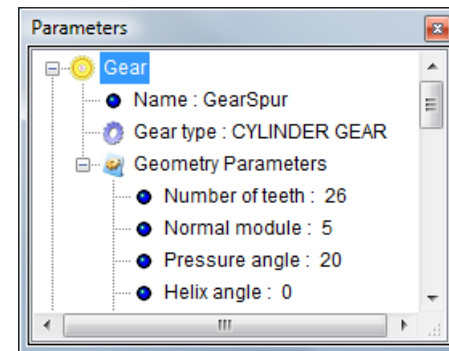 Parameters
Gear
Name : GearSpur
Gear type : CYLINDER GEAR
Geometry Parameters
Number of teeth : 26
Normal module : 5
Pressure angle : 20
Helix angle : 0